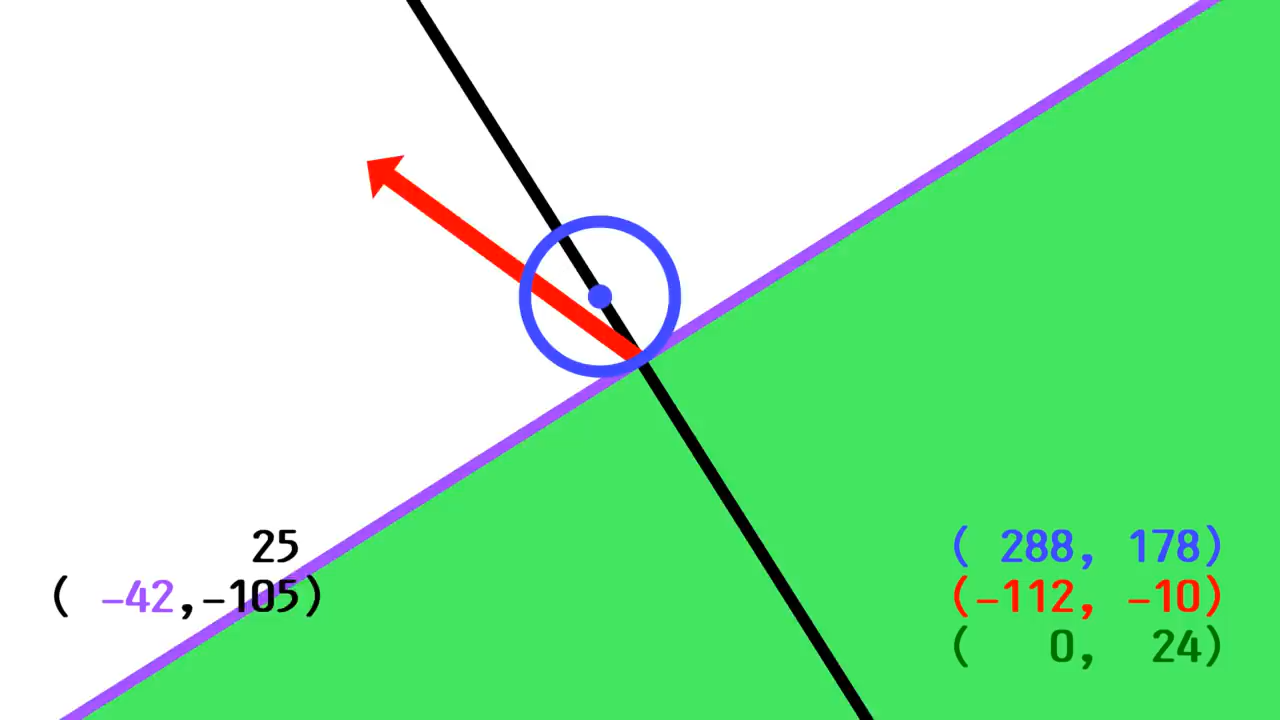 25
( -42,-105)
( 288, 178)
(-112, -10)
( 0, 24)